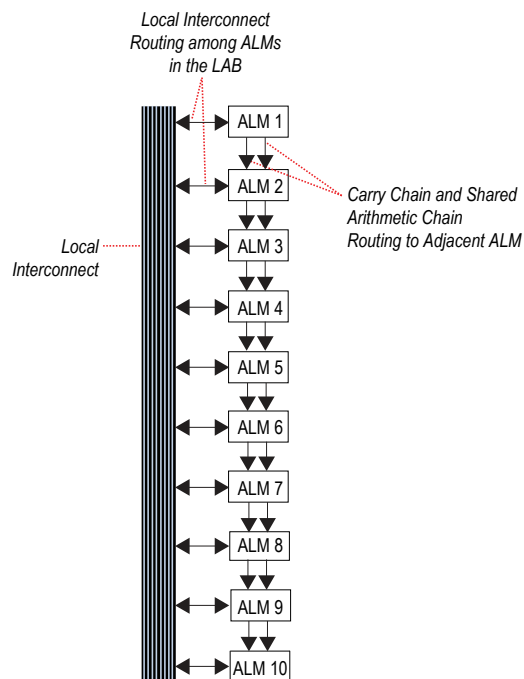 Local Interconnect
Routing among ALMs
in the LAB
ALM 1
ALM 2
Carry Chain and Shared
Arithmetic Chain
Routing to Adjacent ALM
Local
Interconnect
ALM 3
ALM 4
ALM 5
ALM 6
ALM 7
ALM 8
ALM 9
ALM 10